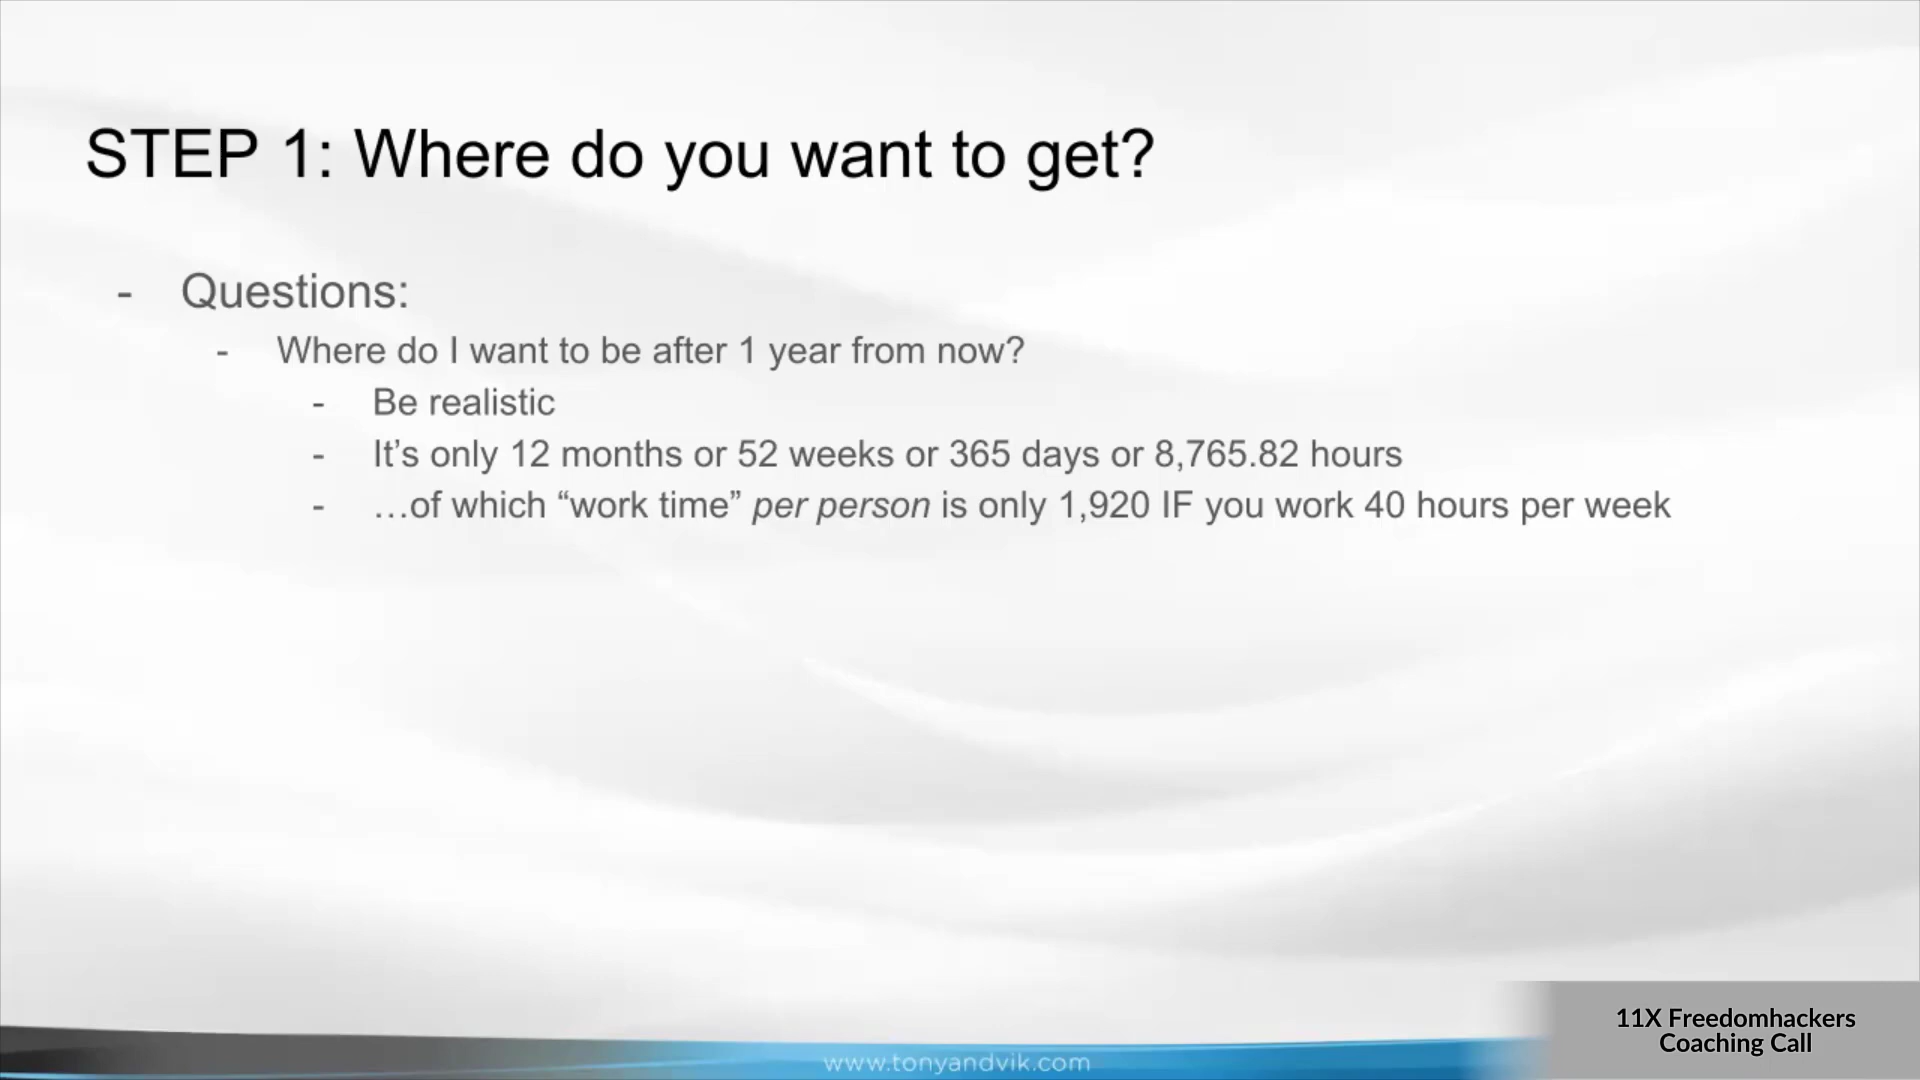 STEP 1: Where do you want to get?
- Questions:
- Where do I want to be after 1 year from now?
- Be realistic
- It’s only 12 months or 52 weeks or 365 days or 8,765.82 hours
- …of which “work time” per person is only 1,920 IF you work 40 hours per week
www.tonyandvik.com
11X Freedomhackers
Coaching Call